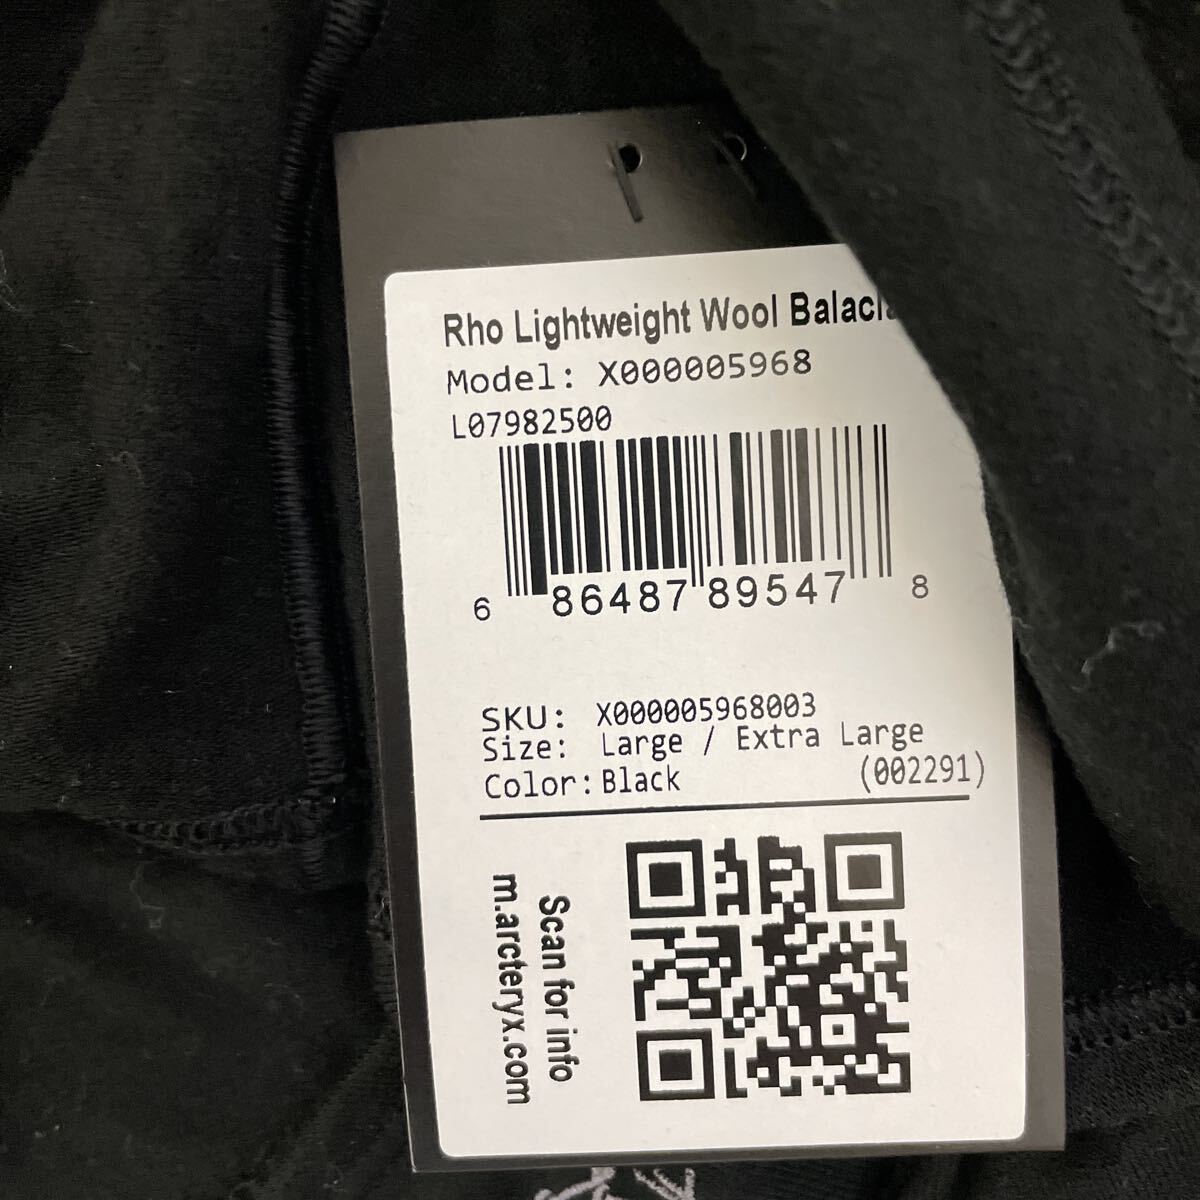 Rho Lightweight Wool Balacla
Model: X000005968
L07982500
6 86487 89547 8
SKU: X000005968003
Size: Large / Extra Large
Color: Black (002291)
Scan for info
m.arcteryx.com